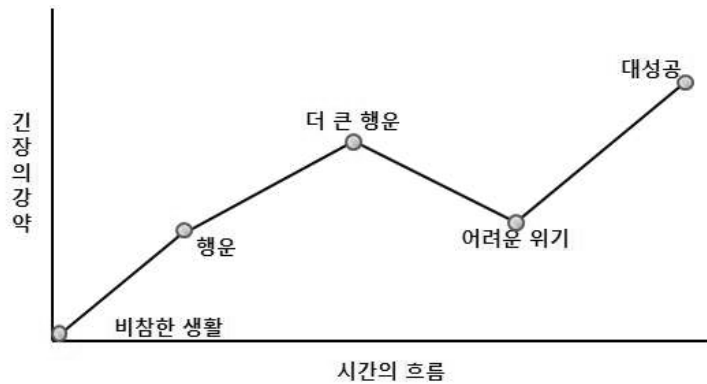 대성공
더 큰 행운
긴장의강약
행운
어려운 위기
비참한 생활
시간의 흐름